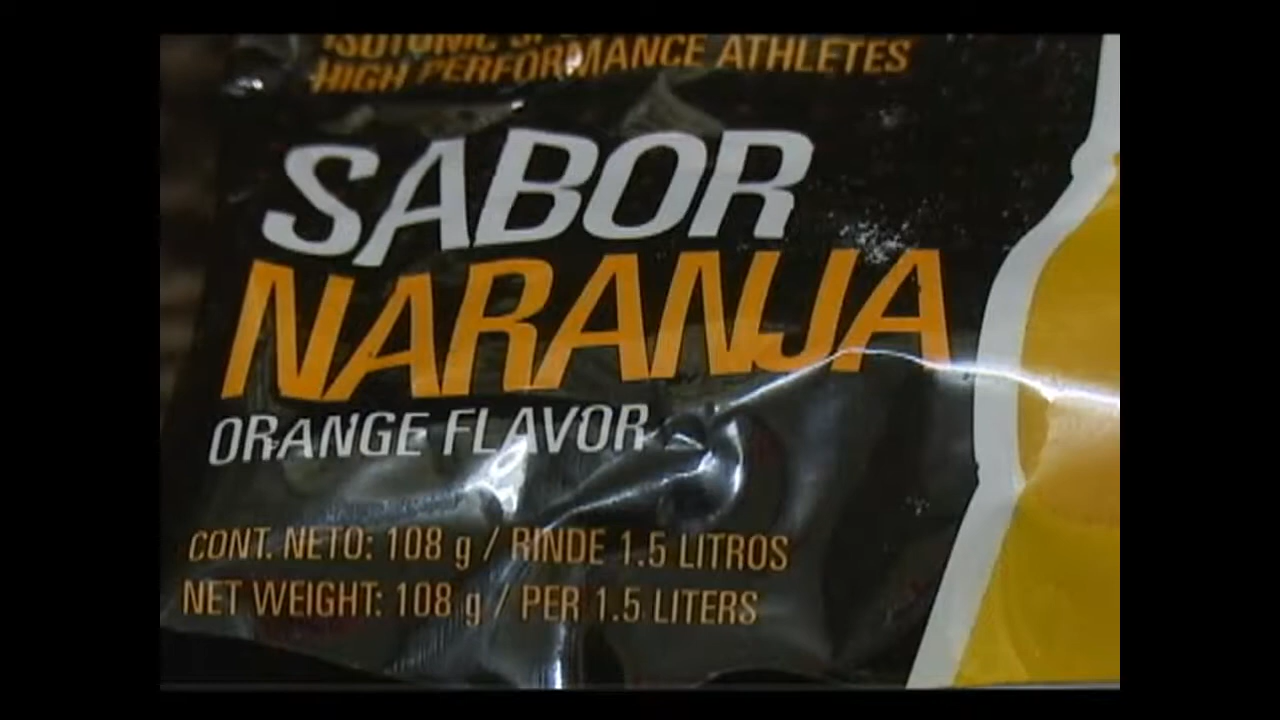 ISOTONIC
HIGH PERFORMANCE ATHLETES
SABOR
NARANJA
ORANGE FLAVOR
CONT. NETO: 108 g / RINDE 1.5 LITROS
NET WEIGHT: 108 g / PER 1.5 LITERS